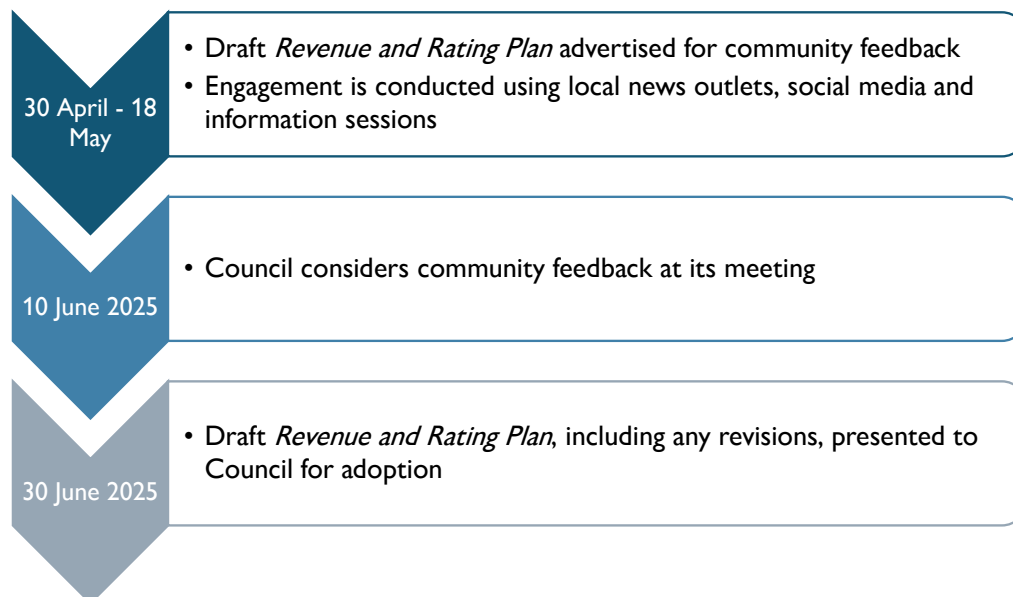 30 April - 18
May
• Draft Revenue and Rating Plan advertised for community feedback
• Engagement is conducted using local news outlets, social media and
information sessions
10 June 2025
• Council considers community feedback at its meeting
30 June 2025
• Draft Revenue and Rating Plan, including any revisions, presented to
Council for adoption